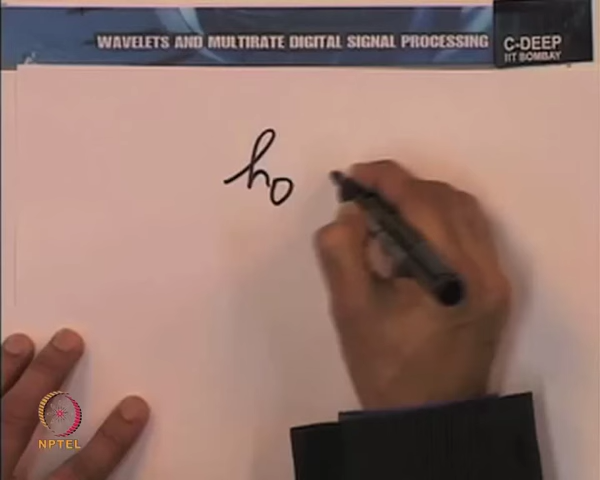 WAVELETS AND MULTIRATE DIGITAL SIGNAL PROCESSING
C-DEEP
IIT BOMBAY
h0
NPTEL